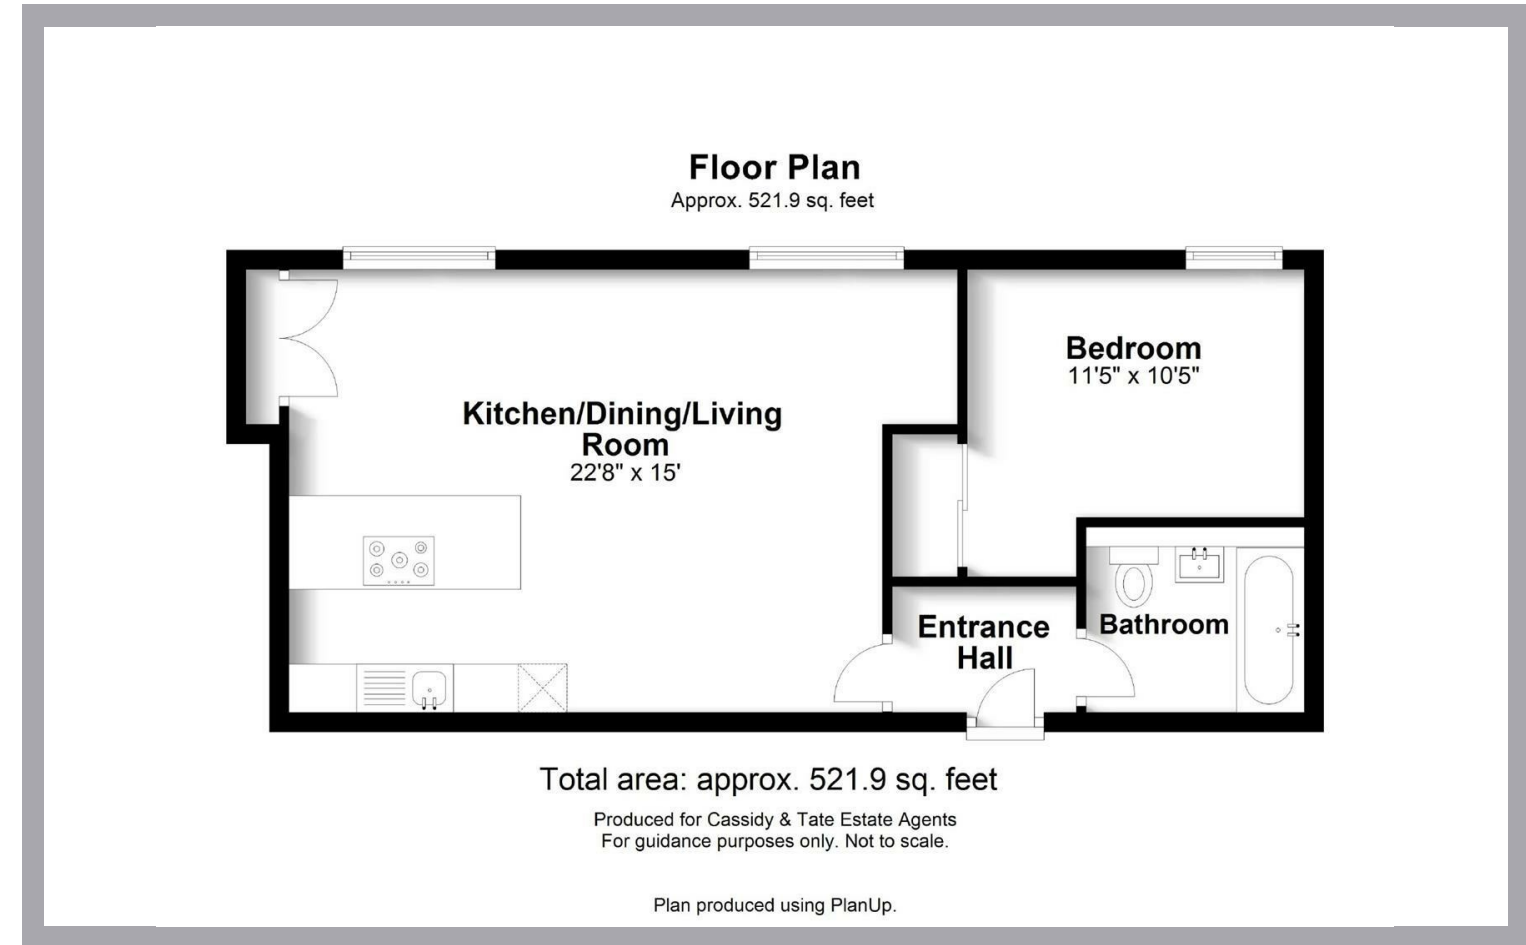 Floor Plan
Approx. 521.9 sq. feet
Bedroom
11'5" x 10'5"
Kitchen/Dining/Living
Room
22'8" x 15'
Entrance
Hall
Bathroom
Total area: approx. 521.9 sq. feet
Produced for Cassidy & Tate Estate Agents
For guidance purposes only. Not to scale.
Plan produced using PlanUp.